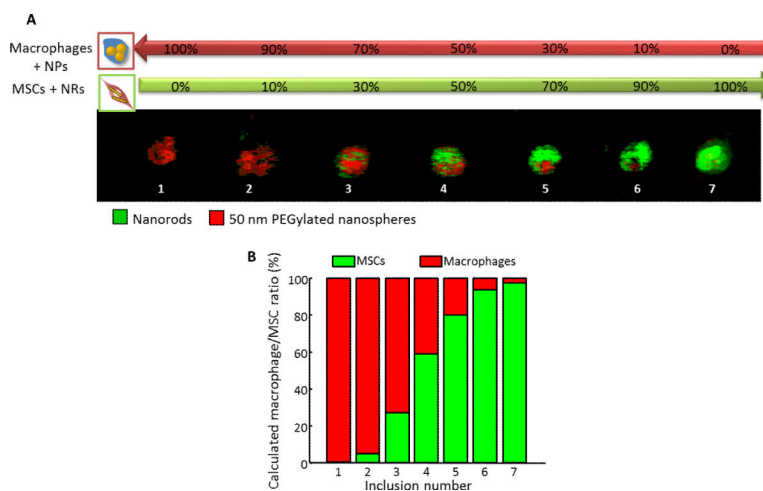 A
Macrophages
+ NPs
100% 90% 70% 50% 30% 10% 0%
MSCs + NRs
0% 10% 30% 50% 70% 90% 100%
1 2 3 4 5 6 7
Nanorods 50 nm PEGylated nanospheres
B
MSCs Macrophages
Calculated macrophage/MSC ratio (%)
100
80
60
40
20
0
1 2 3 4 5 6 7
Inclusion number